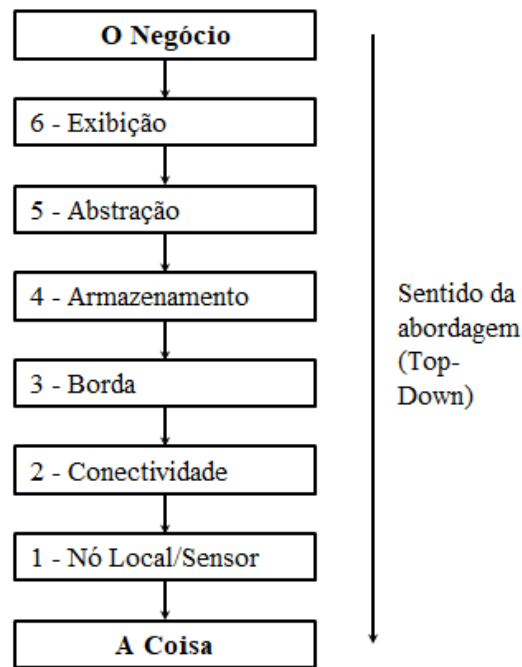 O Negócio
6 - Exibição
5 - Abstração
4 - Armazenamento
3 - Borda
2 - Conectividade
1 - Nó Local/Sensor
A Coisa
Sentido da
abordagem
(Top-
Down)